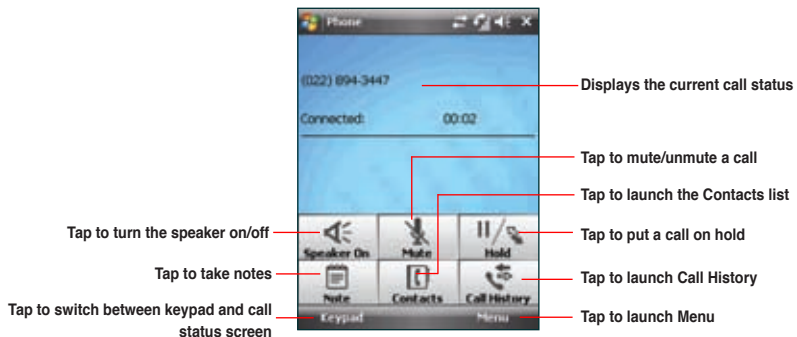 Phone
(022) 894-3447
Connected: 00:02
Displays the current call status
Tap to mute/unmute a call
Tap to launch the Contacts list
Tap to turn the speaker on/off
Speaker On
Mute
Hold
Tap to put a call on hold
Tap to take notes
Note
Contacts
Call History
Tap to launch Call History
Tap to switch between keypad and call
status screen
Keypad
Menu
Tap to launch Menu